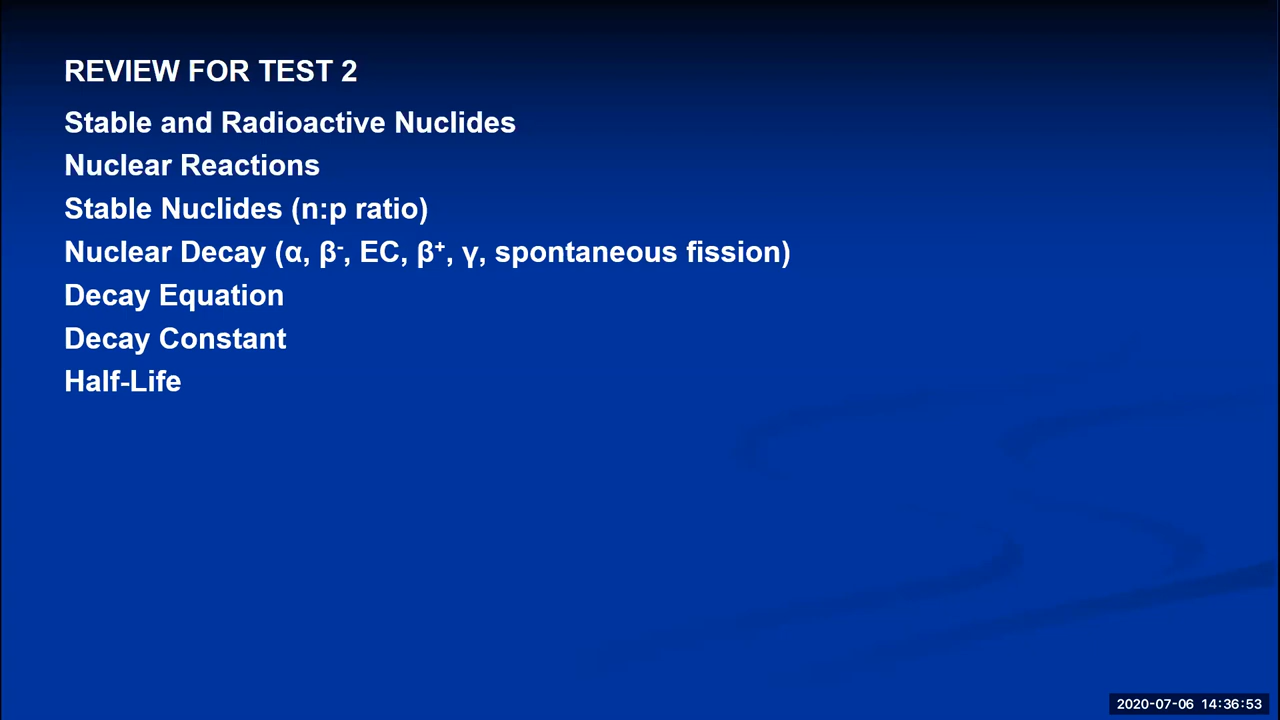 REVIEW FOR TEST 2
Stable and Radioactive Nuclides
Nuclear Reactions
Stable Nuclides (n:p ratio)
Nuclear Decay (α, β⁻, EC, β⁺, γ, spontaneous fission)
Decay Equation
Decay Constant
Half-Life
2020-07-06 14:36:53